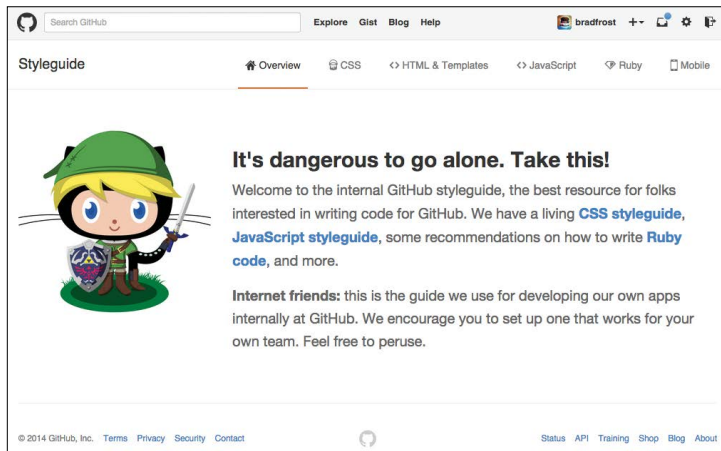 Search GitHub Explore Gist Blog Help bradfrost
Styleguide Overview CSS <> HTML & Templates <> JavaScript Ruby Mobile
It's dangerous to go alone. Take this!
Welcome to the internal GitHub styleguide, the best resource for folks
interested in writing code for GitHub. We have a living CSS styleguide,
JavaScript styleguide, some recommendations on how to write Ruby
code, and more.
Internet friends: this is the guide we use for developing our own apps
internally at GitHub. We encourage you to set up one that works for your
own team. Feel free to peruse.
© 2014 GitHub, Inc. Terms Privacy Security Contact Status API Training Shop Blog About